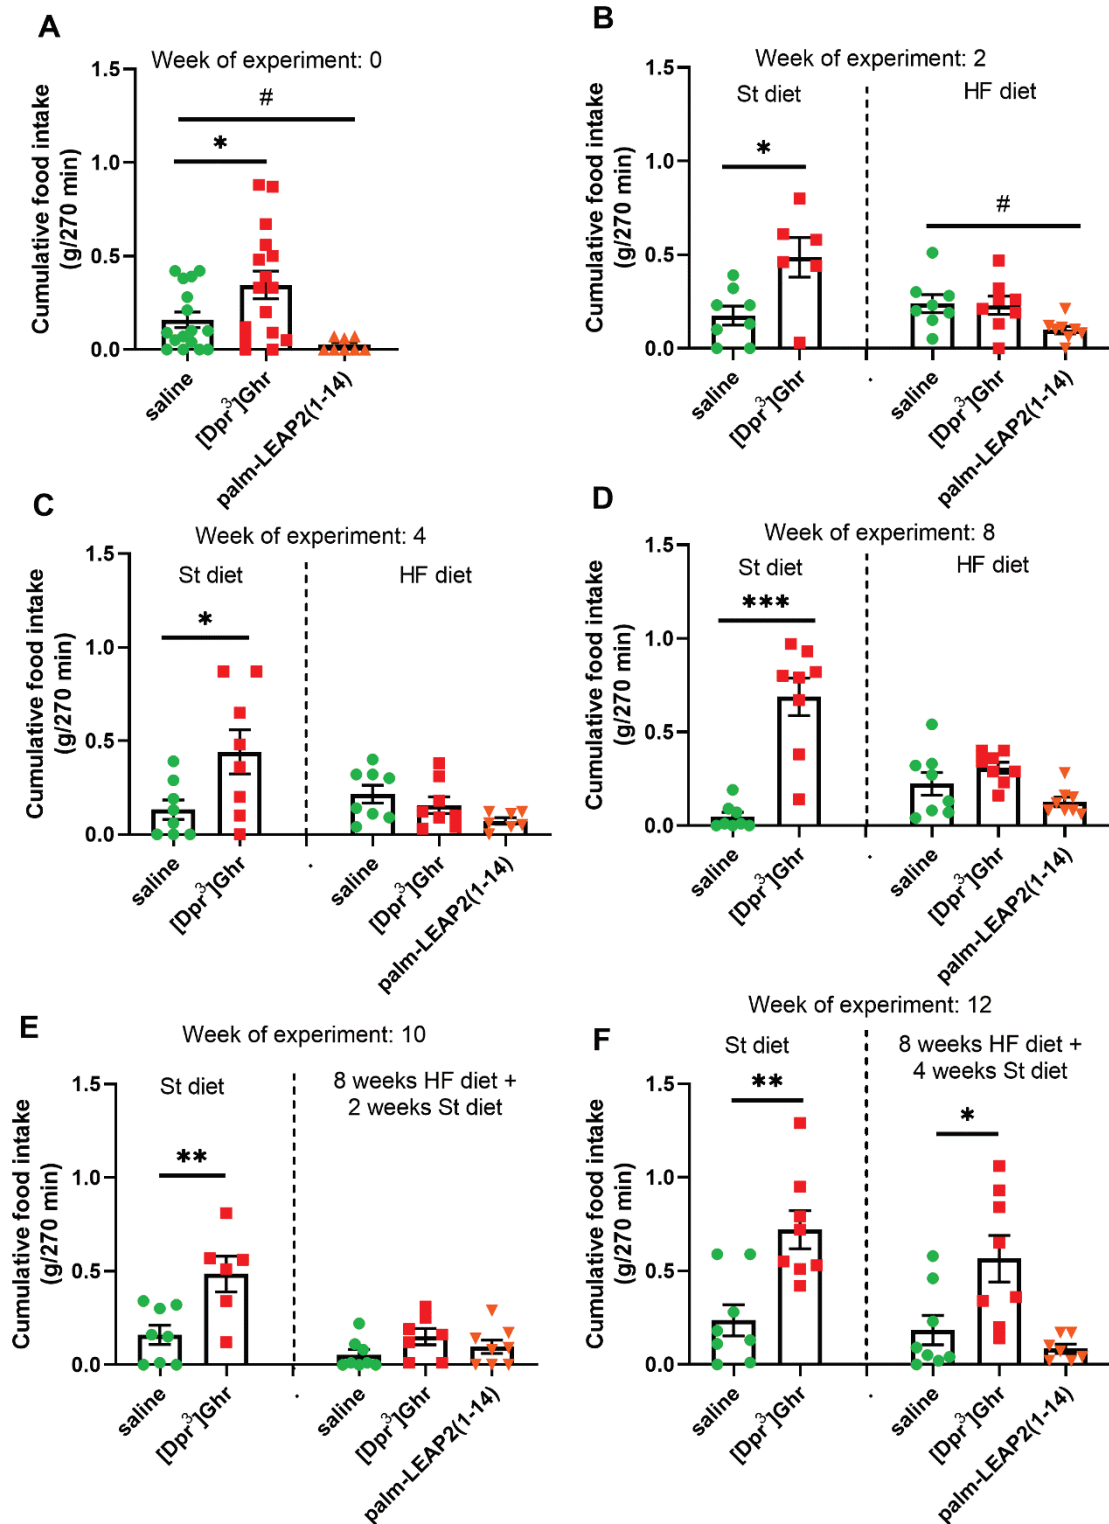 A
Week of experiment: 0
Cumulative food intake
(g/270 min)
1.5
1.0
0.5
0.0
#
*
saline
[Dpr³]Ghr
palm-LEAP2(1-14)
B
Week of experiment: 2
St diet
HF diet
Cumulative food intake
(g/270 min)
1.5
1.0
0.5
0.0
*
#
saline
[Dpr³]Ghr
.
saline
[Dpr³]Ghr
palm-LEAP2(1-14)
C
Week of experiment: 4
St diet
HF diet
Cumulative food intake
(g/270 min)
1.5
1.0
0.5
0.0
*
saline
[Dpr³]Ghr
.
saline
[Dpr³]Ghr
palm-LEAP2(1-14)
D
Week of experiment: 8
St diet
HF diet
Cumulative food intake
(g/270 min)
1.5
1.0
0.5
0.0
***
saline
[Dpr³]Ghr
.
saline
[Dpr³]Ghr
palm-LEAP2(1-14)
E
Week of experiment: 10
St diet
8 weeks HF diet +
2 weeks St diet
Cumulative food intake
(g/270 min)
1.5
1.0
0.5
0.0
**
saline
[Dpr³]Ghr
.
saline
[Dpr³]Ghr
palm-LEAP2(1-14)
F
Week of experiment: 12
St diet
8 weeks HF diet +
4 weeks St diet
Cumulative food intake
(g/270 min)
1.5
1.0
0.5
0.0
**
*
saline
[Dpr³]Ghr
.
saline
[Dpr³]Ghr
palm-LEAP2(1-14)